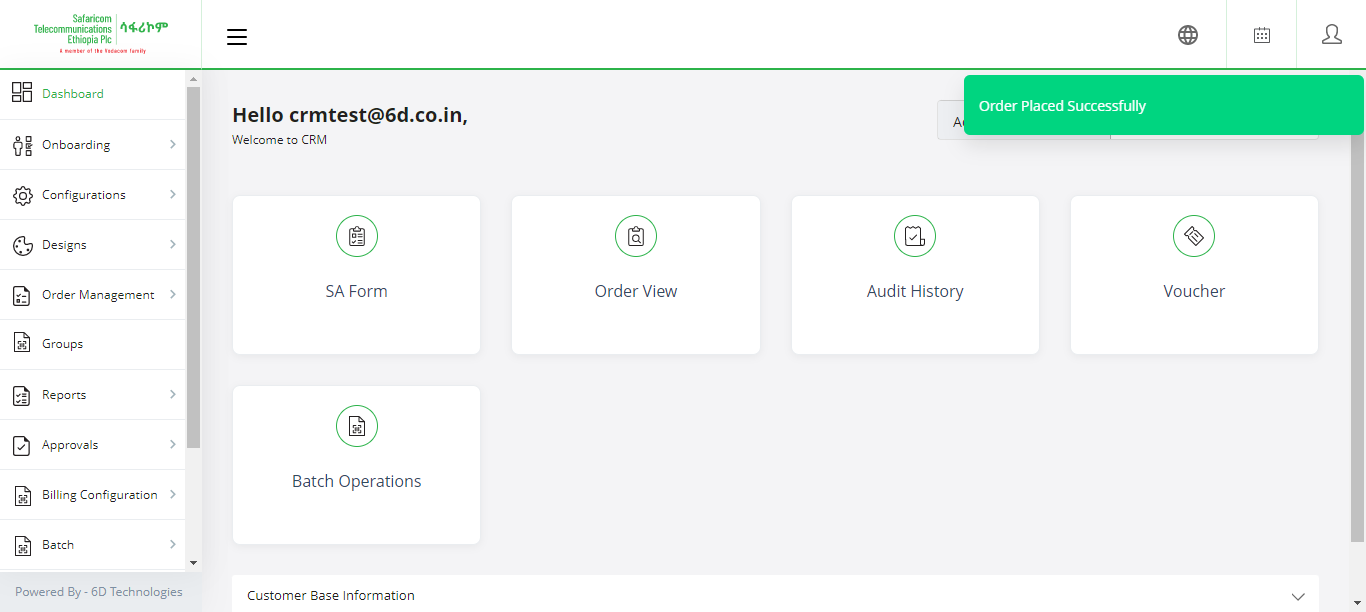 Safaricom
Telecommunications
Ethiopia Plc
ሳፋሪኮም
A member of the Vodacom family
Order Placed Successfully
Dashboard
Onboarding
Configurations
Designs
Order Management
Groups
Reports
Approvals
Billing Configuration
Batch
Powered By - 6D Technologies
Hello crmtest@6d.co.in,
Welcome to CRM
SA Form
Order View
Audit History
Voucher
Batch Operations
Customer Base Information